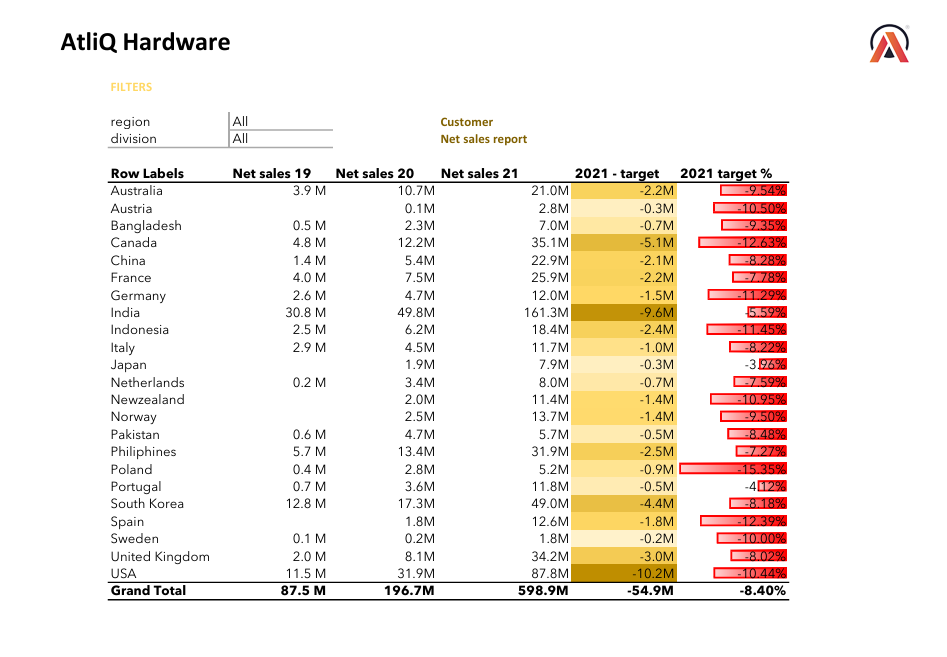 AtliQ Hardware
FILTERS
region All Customer
division All Net sales report
Row Labels Net sales 19 Net sales 20 Net sales 21 2021 - target 2021 target %
Australia 3.9 M 10.7M 21.0M -2.2M -9.54%
Austria 0.1M 2.8M -0.3M -10.50%
Bangladesh 0.5 M 2.3M 7.0M -0.7M -9.35%
Canada 4.8 M 12.2M 35.1M -5.1M -12.63%
China 1.4 M 5.4M 22.9M -2.1M -8.28%
France 4.0 M 7.5M 25.9M -2.2M -7.78%
Germany 2.6 M 4.7M 12.0M -1.5M -11.29%
India 30.8 M 49.8M 161.3M -9.6M -5.59%
Indonesia 2.5 M 6.2M 18.4M -2.4M -11.45%
Italy 2.9 M 4.5M 11.7M -1.0M -8.22%
Japan 1.9M 7.9M -0.3M -3.96%
Netherlands 0.2 M 3.4M 8.0M -0.7M -7.59%
Newzealand 2.0M 11.4M -1.4M -10.95%
Norway 2.5M 13.7M -1.4M -9.50%
Pakistan 0.6 M 4.7M 5.7M -0.5M -8.48%
Philiphines 5.7 M 13.4M 31.9M -2.5M -7.27%
Poland 0.4 M 2.8M 5.2M -0.9M -15.35%
Portugal 0.7 M 3.6M 11.8M -0.5M -4.12%
South Korea 12.8 M 17.3M 49.0M -4.4M -8.18%
Spain 1.8M 12.6M -1.8M -12.39%
Sweden 0.1 M 0.2M 1.8M -0.2M -10.00%
United Kingdom 2.0 M 8.1M 34.2M -3.0M -8.02%
USA 11.5 M 31.9M 87.8M -10.2M -10.44%
Grand Total 87.5 M 196.7M 598.9M -54.9M -8.40%